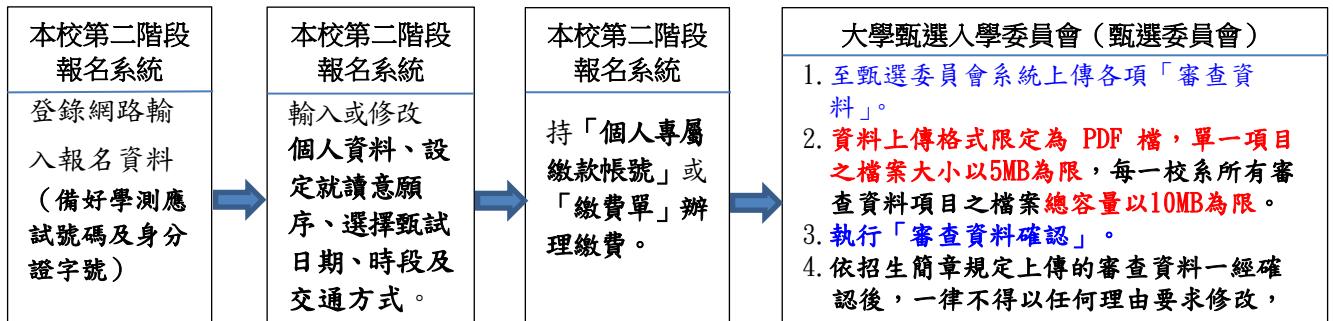 本校第二階段
報名系統
登錄網路輸
入報名資料
（備好學測應
試號碼及身分
證字號）
本校第二階段
報名系統
輸入或修改
個人資料、設
定就讀意願
序、選擇甄試
日期、時段及
交通方式。
本校第二階段
報名系統
持「個人專屬
繳款帳號」或
「繳費單」辦
理繳費。
大學甄選入學委員會（甄選委員會）
1. 至甄選委員會系統上傳各項「審查資
料」。
2. 資料上傳格式限定為 PDF 檔，單一項目
之檔案大小以5MB為限，每一校系所有審
查資料項目之檔案總容量以10MB為限。
3. 執行「審查資料確認」。
4. 依招生簡章規定上傳的審查資料一經確
認後，一律不得以任何理由要求修改，